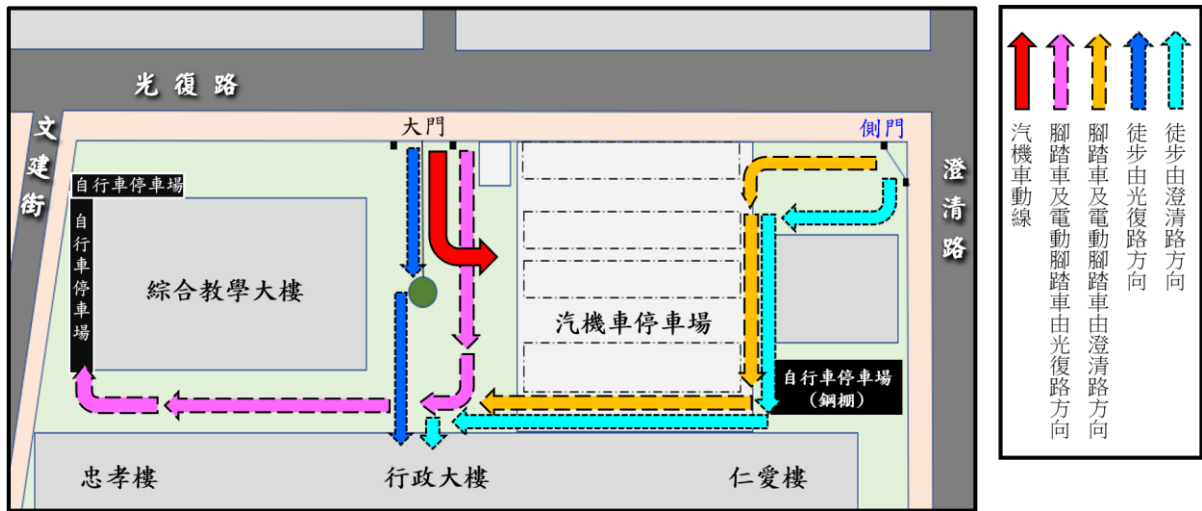 光復路
文建街
大門
側門
澄清路
自行車停車場
自行車停車場
綜合教學大樓
汽機車停車場
自行車停車場
(鋼棚)
忠孝樓
行政大樓
仁愛樓
汽機車動線
腳踏車及電動腳踏車由光復路方向
腳踏車及電動腳踏車由澄清路方向
徒步由光復路方向
徒步由澄清路方向